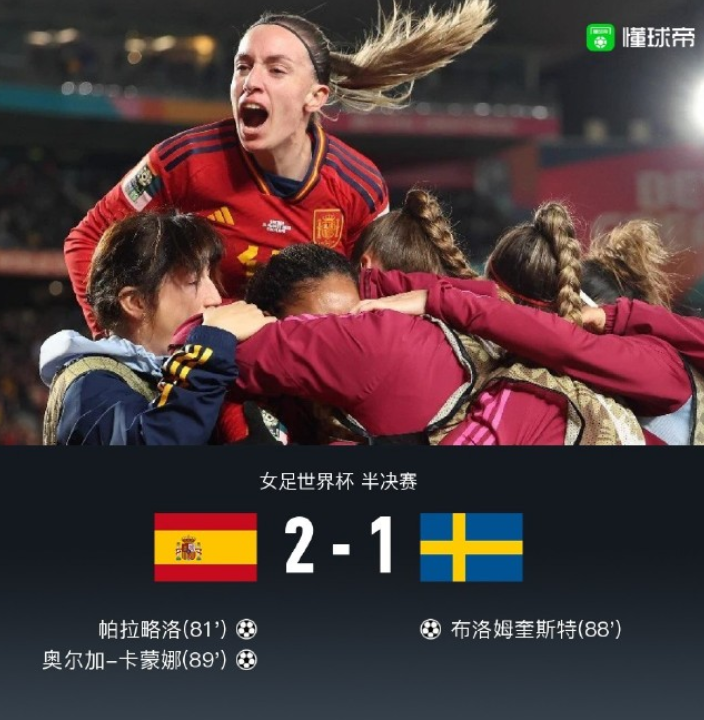 懂球帝
女足世界杯 半决赛
2-1
帕拉略洛(81')
布洛姆奎斯特(88')
奥尔加-卡蒙娜(89')